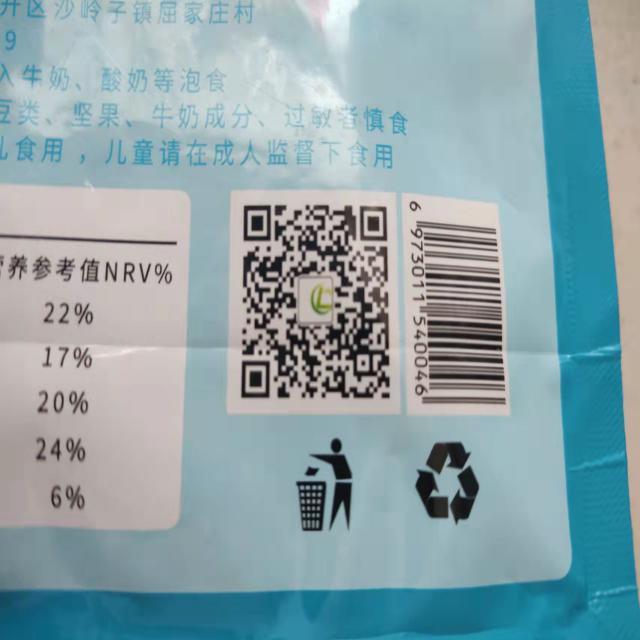 开区沙岭子镇屈家庄村
9
入牛奶、酸奶等泡食
豆类、坚果、牛奶成分、过敏者慎食
食用，儿童请在成人监督下食用
营养参考值NRV%
22%
17%
20%
24%
6%
6 973011 540046